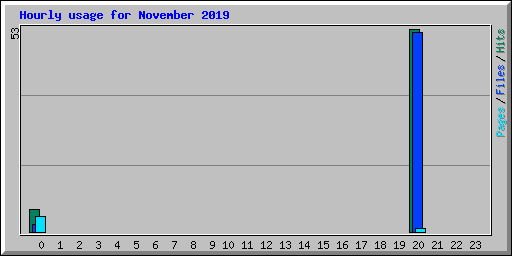 Hourly usage for November 2019
53
Pages/Files/Hits
0 1 2 3 4 5 6 7 8 9 10 11 12 13 14 15 16 17 18 19 20 21 22 23